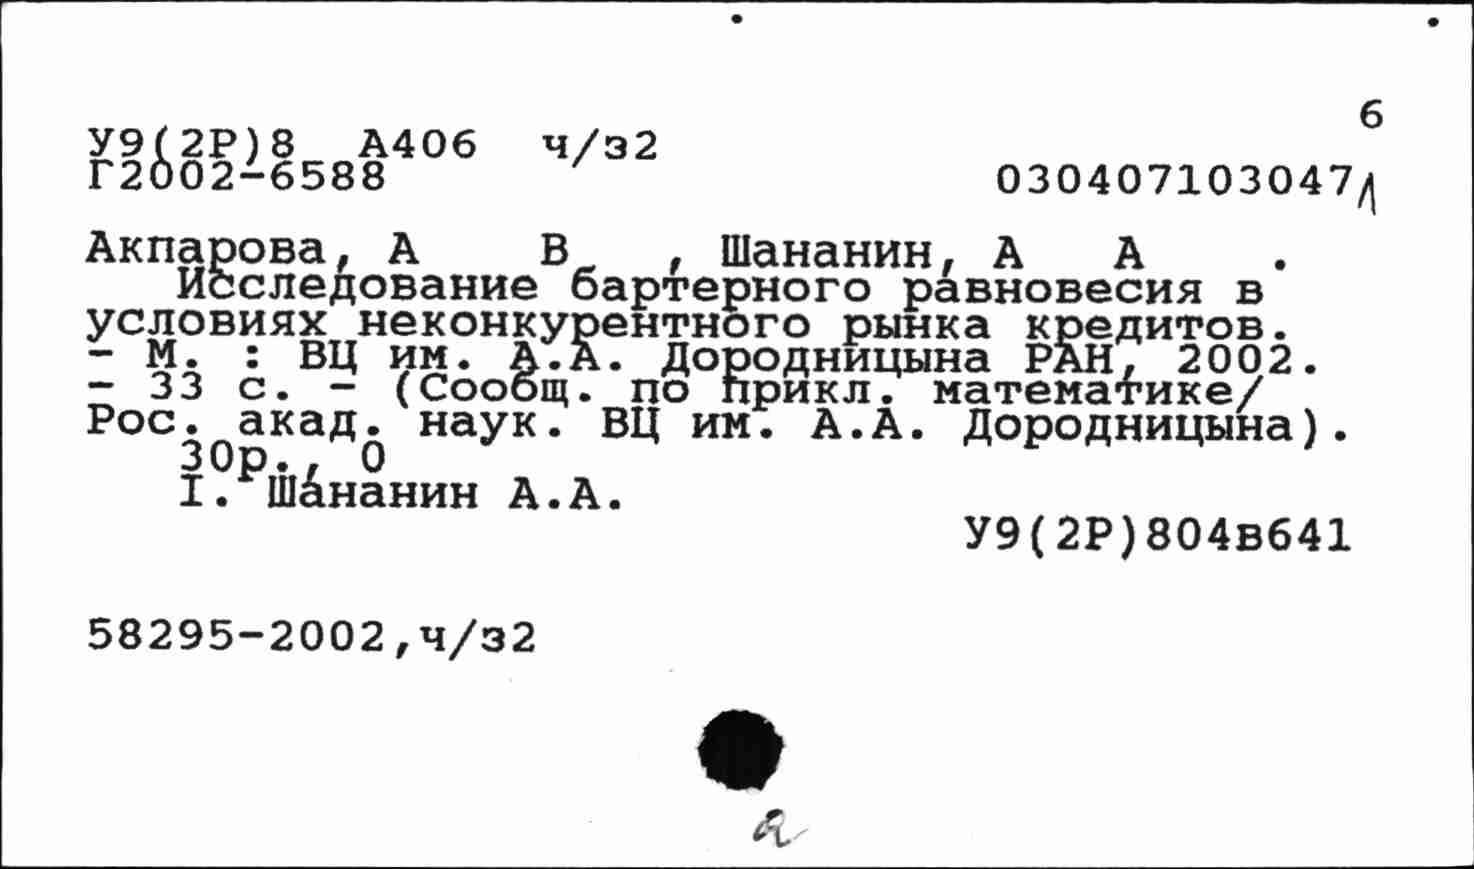 6
У9(2Р)8 А406 ч/з2
Г2002-6588 030407103047
Акпарова, А В , Шананин, А А .
Исследование бартерного равновесия в
условиях неконкурентного рынка кредитов.
- М. : ВЦ им. А.А. Дородницына РАН, 2002.
- 33 с. - (Сообщ. по прикл. математике/
Рос. акад. наук. ВЦ им. А.А. Дородницына).
30р., 0
I. Шананин А.А.
У9(2Р)804в641
58295-2002,ч/з2